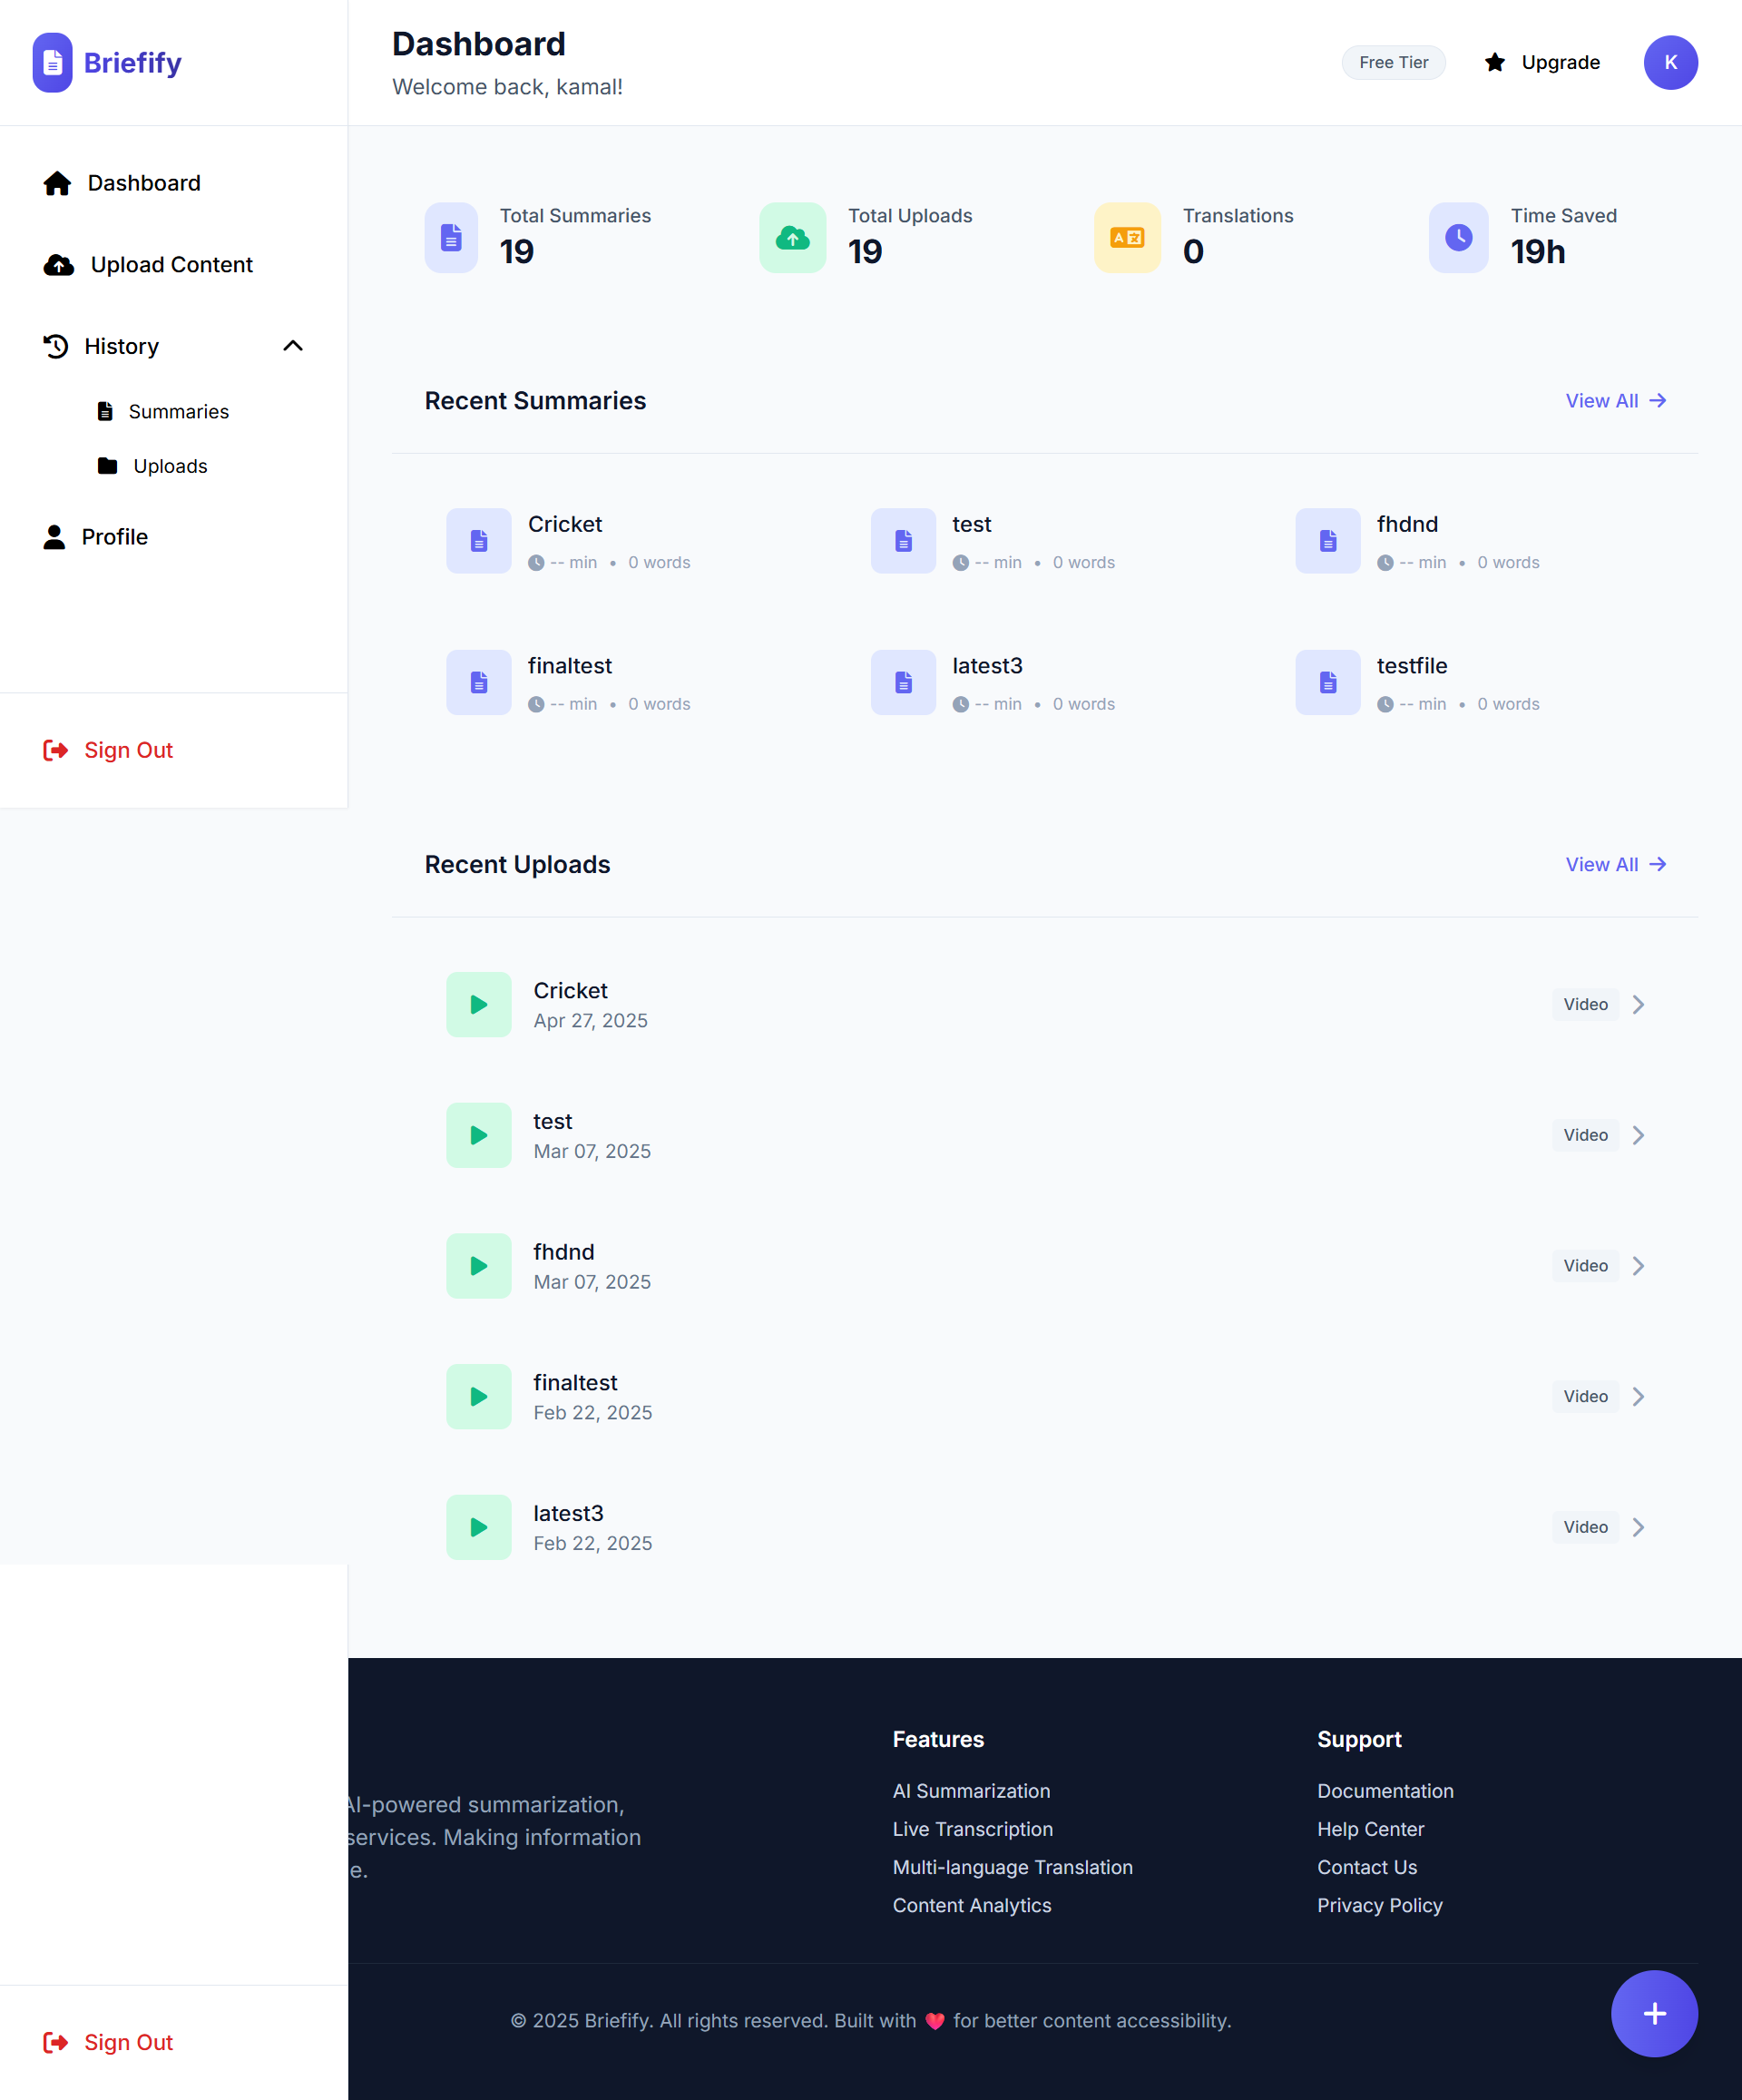 Briefify
Dashboard
Welcome back, kamal!
Free Tier
Upgrade
K
Dashboard
Upload Content
History
Summaries
Uploads
Profile
Sign Out
Total Summaries
19
Total Uploads
19
Translations
0
Time Saved
19h
Recent Summaries
View All
Cricket
-- min • 0 words
test
-- min • 0 words
fhdnd
-- min • 0 words
finaltest
-- min • 0 words
latest3
-- min • 0 words
testfile
-- min • 0 words
Recent Uploads
View All
Cricket
Apr 27, 2025
Video
test
Mar 07, 2025
Video
fhdnd
Mar 07, 2025
Video
finaltest
Feb 22, 2025
Video
latest3
Feb 22, 2025
Video
AI-powered summarization,
services. Making information
e.
Features
AI Summarization
Live Transcription
Multi-language Translation
Content Analytics
Support
Documentation
Help Center
Contact Us
Privacy Policy
© 2025 Briefify. All rights reserved. Built with ❤️ for better content accessibility.
Sign Out